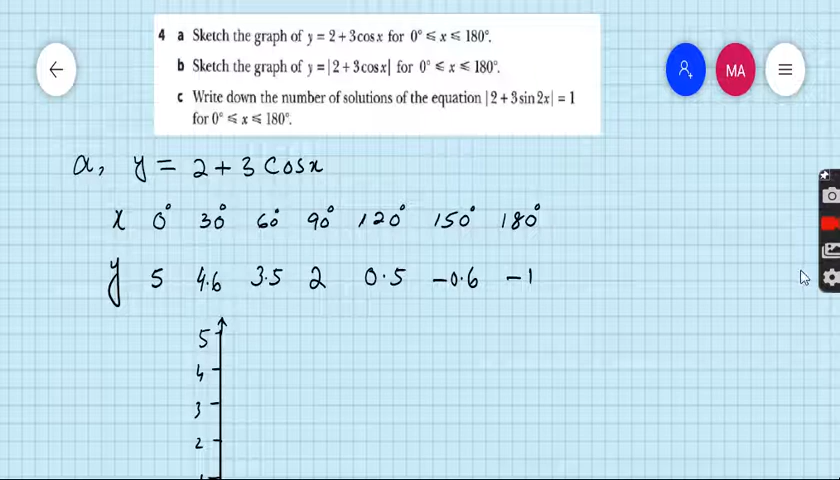 4 a Sketch the graph of y = 2 + 3 cos x for 0° ⩽ x ⩽ 180°.
b Sketch the graph of y = |2 + 3 cos x| for 0° ⩽ x ⩽ 180°.
c Write down the number of solutions of the equation |2 + 3 sin 2x| = 1
for 0° ⩽ x ⩽ 180°.
MA
a, y = 2 + 3 cosx
x 0° 30° 60° 90° 120° 150° 180°
y 5 4.6 3.5 2 0.5 -0.6 -1
5
4
3
2